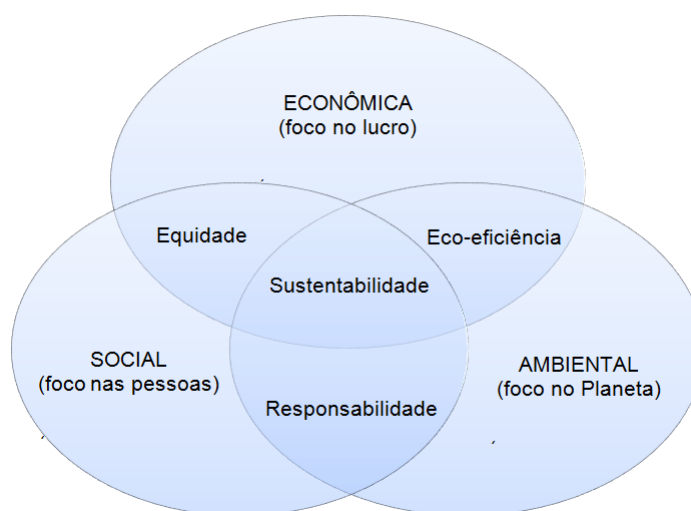 ECONÔMICA
(foco no lucro)
Equidade
Eco-eficiência
Sustentabilidade
SOCIAL
(foco nas pessoas)
AMBIENTAL
(foco no Planeta)
Responsabilidade